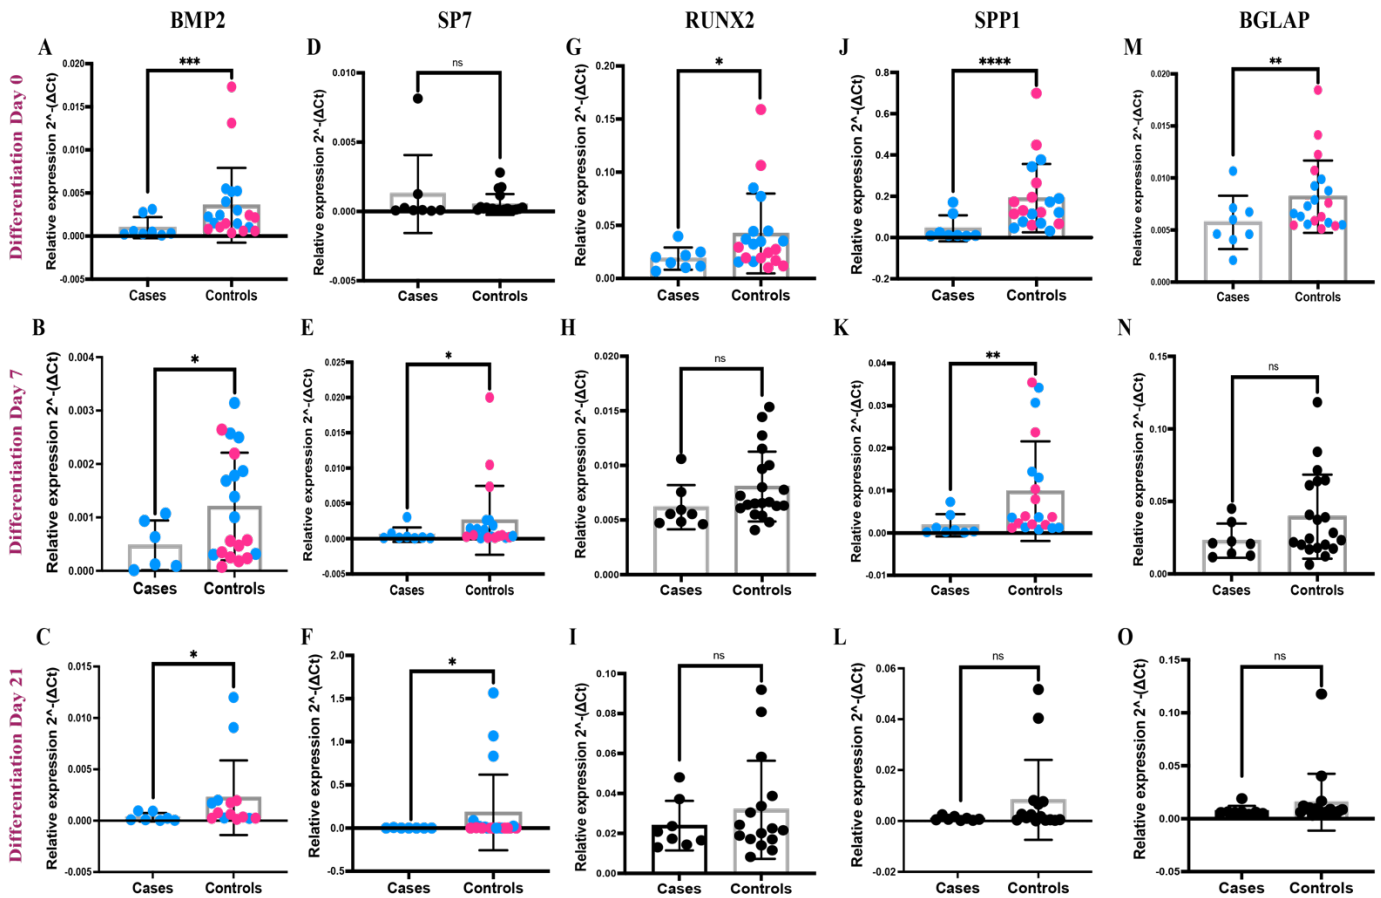 BMP2 SP7 RUNX2 SPP1 BGLAP
Differentiation Day 0
A
Relative expression 2^-(ΔCt)
0.020
0.015
0.010
0.005
0.000
-0.005
***
Cases Controls
D
Relative expression 2^-(ΔCt)
0.010
0.005
0.000
-0.005
ns
Cases Controls
G
Relative expression 2^-(ΔCt)
0.20
0.15
0.10
0.05
0.00
*
Cases Controls
J
Relative expression 2^-(ΔCt)
0.8
0.6
0.4
0.2
0.0
-0.2
****
Cases Controls
M
Relative expression 2^-(ΔCt)
0.020
0.015
0.010
0.005
0.000
**
Cases Controls
Differentiation Day 7
B
Relative expression 2^-(ΔCt)
0.004
0.003
0.002
0.001
0.000
*
Cases Controls
E
Relative expression 2^-(ΔCt)
0.025
0.020
0.015
0.010
0.005
0.000
-0.005
*
Cases Controls
H
Relative expression 2^-(ΔCt)
0.020
0.015
0.010
0.005
0.000
ns
Cases Controls
K
Relative expression 2^-(ΔCt)
0.04
0.03
0.02
0.01
0.00
-0.01
**
Cases Controls
N
Relative expression 2^-(ΔCt)
0.15
0.10
0.05
0.00
ns
Cases Controls
Differentiation Day 21
C
Relative expression 2^-(ΔCt)
0.015
0.010
0.005
0.000
-0.005
*
Cases Controls
F
Relative expression 2^-(ΔCt)
2.0
1.5
1.0
0.5
0.0
-0.5
*
Cases Controls
I
Relative expression 2^-(ΔCt)
0.10
0.08
0.06
0.04
0.02
0.00
ns
Cases Controls
L
Relative expression 2^-(ΔCt)
0.06
0.04
0.02
0.00
-0.02
ns
Cases Controls
O
Relative expression 2^-(ΔCt)
0.15
0.10
0.05
0.00
-0.05
ns
Cases Controls